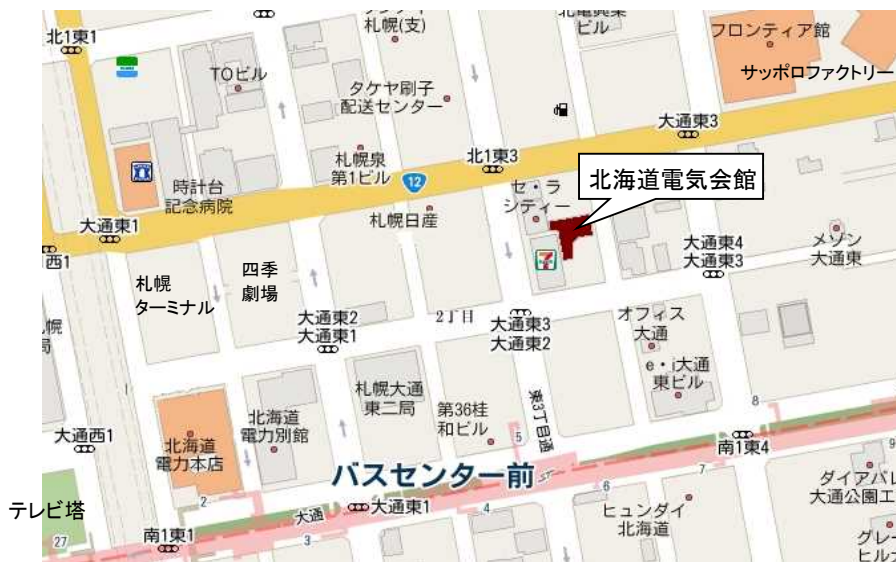 札幌(支)
ビル
フロンティア館
北1東1
TOビル
サッポロファクトリー
タケヤ刷子
配送センター
大通東3
札幌泉
第1ビル
北1東3
12
北海道電気会館
時計台
記念病院
セ・ラ
シティー
札幌日産
大通東1
西1
大通東4
大通東3
メゾン
大通東
四季
劇場
札幌
ターミナル
7
大通東2
大通東1
2丁目
大通東3
大通東2
オフィス
大通
e・i大通
東ビル
札幌大通
東二局
第36桂
和ビル
東3丁目通
8
北海道
電力別館
大通西1
北海道
電力本店
5
南1東4
9
バスセンター前
7
ダイアパレ
大通公園エ
テレビ塔
2
大通
大通東1
4
6
ヒュンダイ
北海道
27
南1東1
3
グレー
ヒルナ